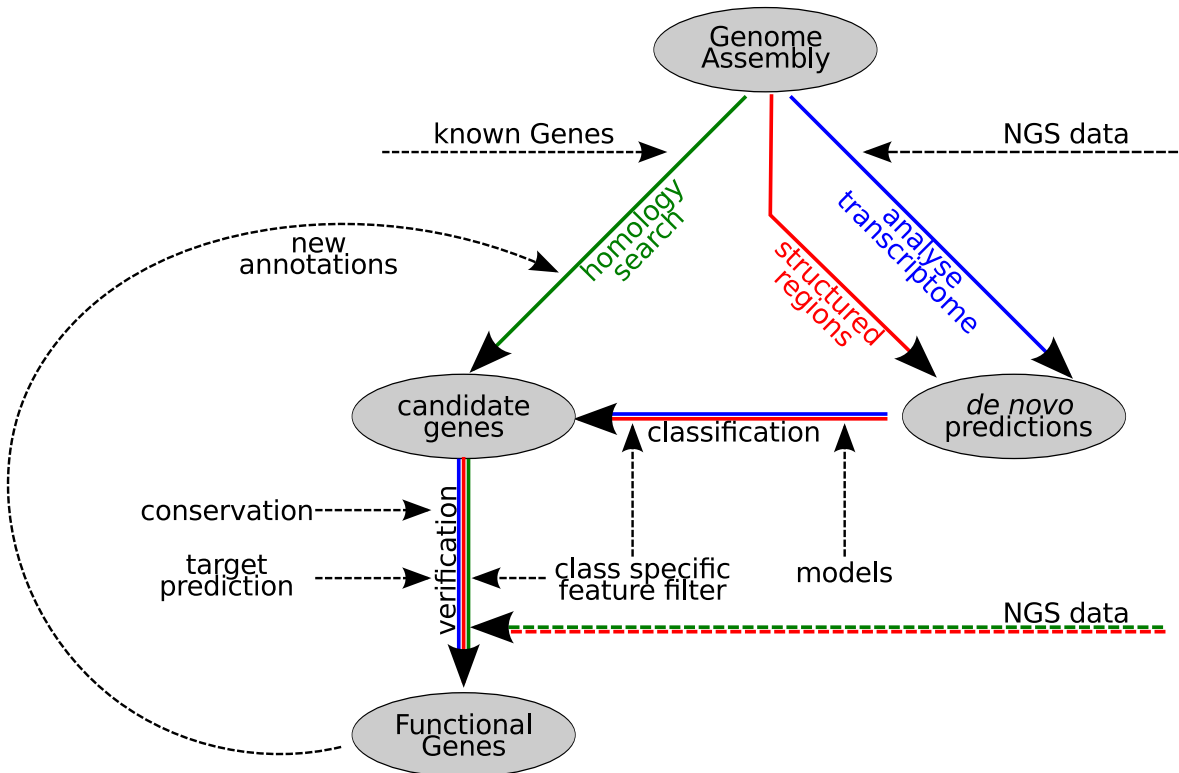 Genome
Assembly
known Genes
NGS data
homology
search
structured
regions
analyse
transcriptome
new
annotations
candidate
genes
classification
de novo
predictions
conservation
target
prediction
verification
class specific
feature filter
models
NGS data
Functional
Genes